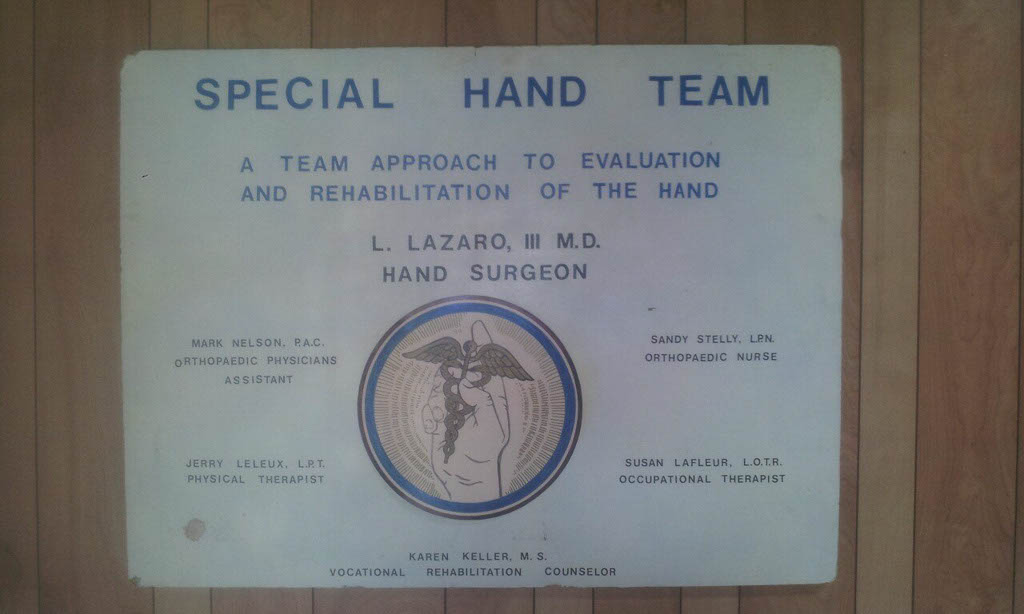 SPECIAL HAND TEAM
A TEAM APPROACH TO EVALUATION
AND REHABILITATION OF THE HAND
L. LAZARO, III M.D.
HAND SURGEON
MARK NELSON, P.A.C.
ORTHOPAEDIC PHYSICIANS
ASSISTANT
SANDY STELLY, L.P.N.
ORTHOPAEDIC NURSE
JERRY LELEUX, L.P.T.
PHYSICAL THERAPIST
SUSAN LAFLEUR, L.O.T.R.
OCCUPATIONAL THERAPIST
KAREN KELLER, M. S.
VOCATIONAL REHABILITATION COUNSELOR